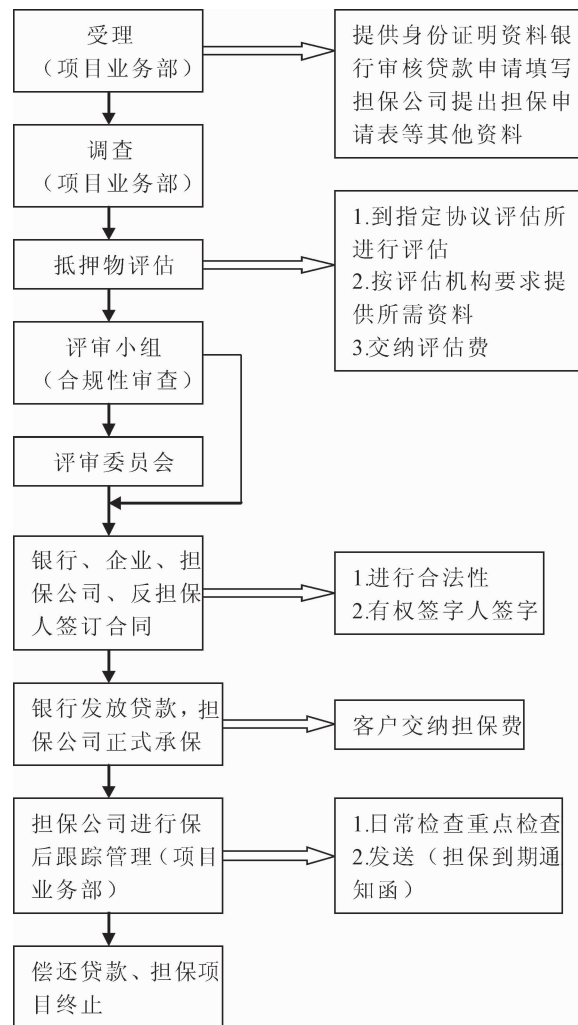 受理
（项目业务部）
提供身份证明资料银
行审核贷款申请填写
担保公司提出担保申
请表等其他资料
调查
（项目业务部）
抵押物评估
1.到指定协议评估所
进行评估
2.按评估机构要求提
供所需资料
3.交纳评估费
评审小组
（合规性审查）
评审委员会
银行、企业、担
保公司、反担保
人签订合同
1.进行合法性
2.有权签字人签字
银行发放贷款，担
保公司正式承保
客户交纳担保费
担保公司进行保
后跟踪管理（项目
业务部）
1.日常检查重点检查
2.发送（担保到期通
知函）
偿还贷款、担保项
目终止